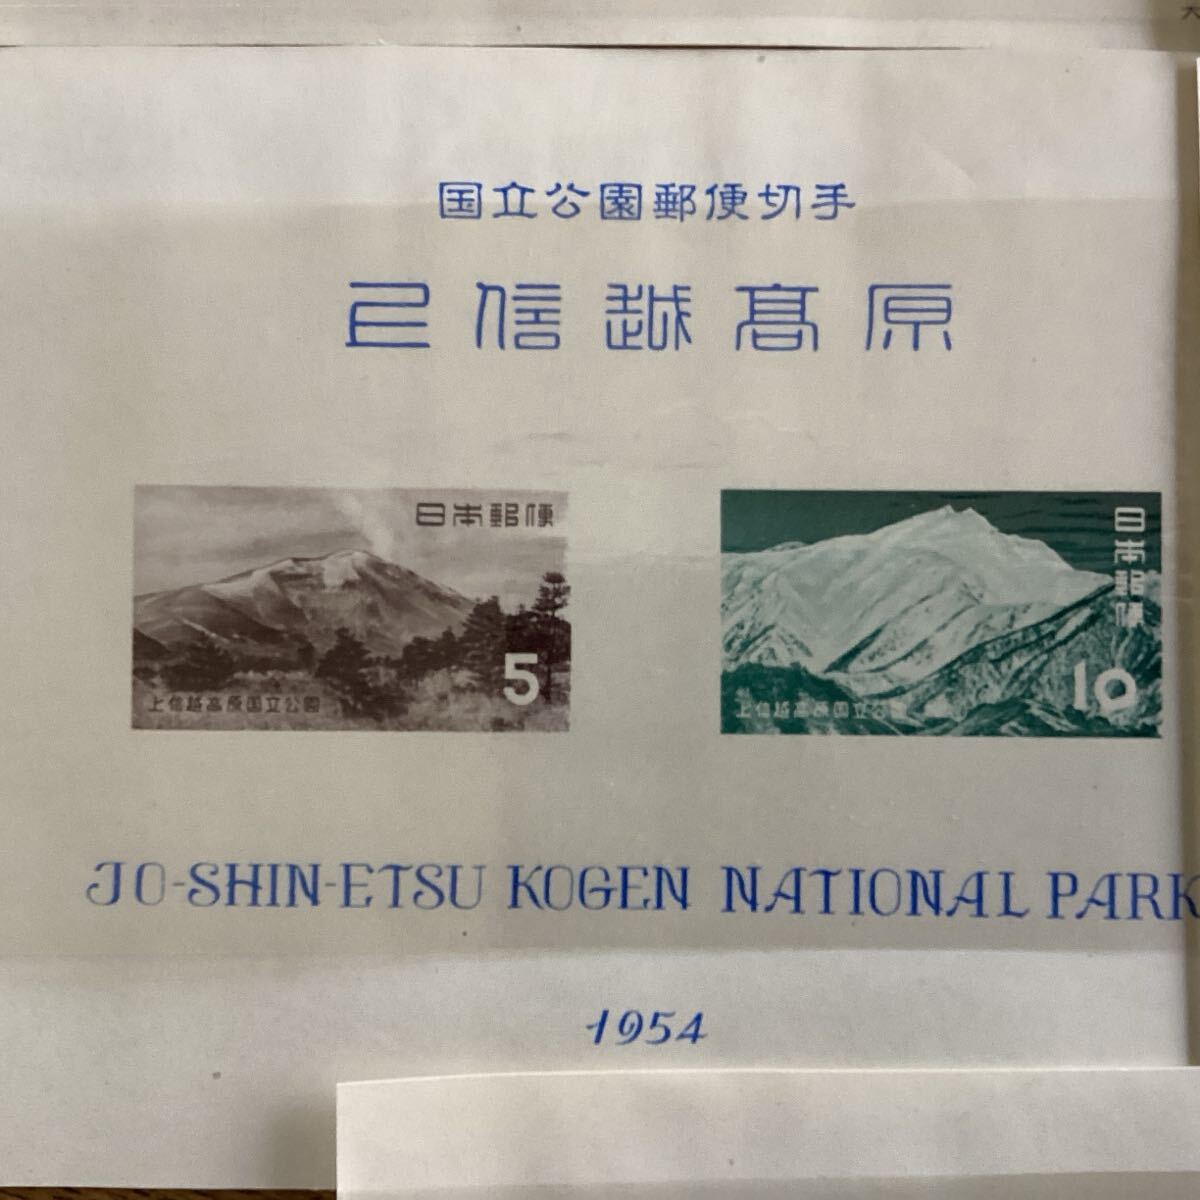 大
国立公園郵便切手
上信越高原
日本郵便
5
上信越高原国立公園
日本郵便
10
上信越高原国立公園
JO-SHIN-ETSU KOGEN NATIONAL PARK
1954